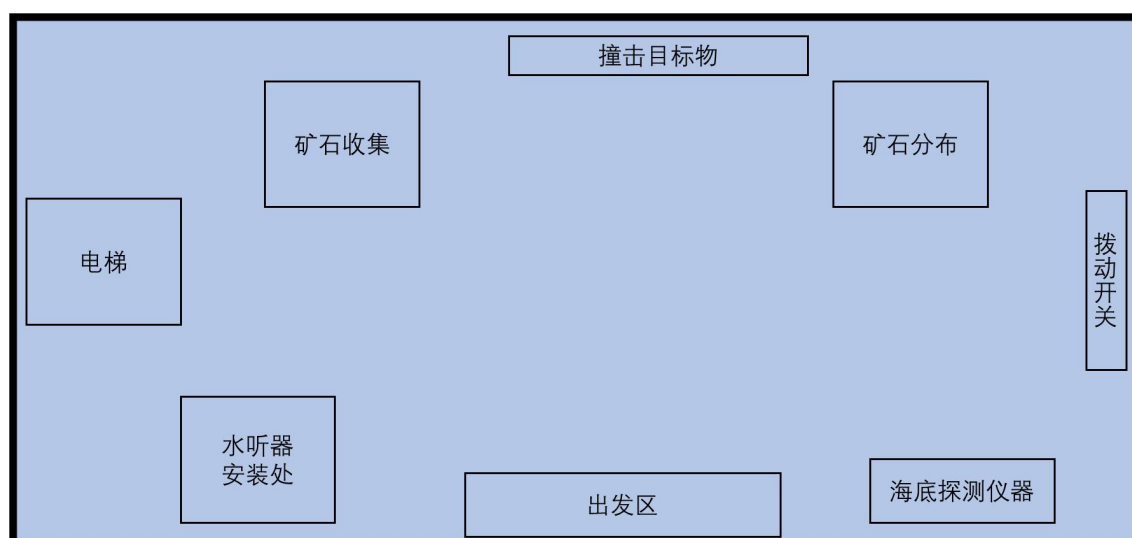 撞击目标物
矿石收集
矿石分布
电梯
拨动开关
水听器
安装处
出发区
海底探测仪器